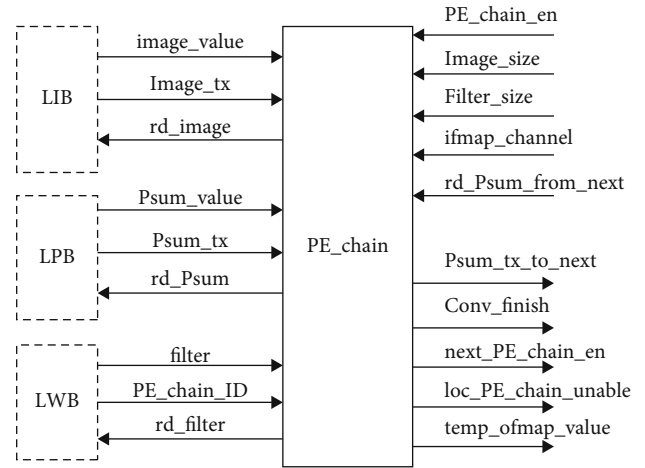 PE_chain_en
image_value
Image_size
LIB
Image_tx
Filter_size
rd_image
ifmap_channel
rd_Psum_from_next
Psum_value
LPB
Psum_tx
PE_chain
rd_Psum
Psum_tx_to_next
Conv_finish
filter
next_PE_chain_en
LWB
PE_chain_ID
loc_PE_chain_unable
rd_filter
temp_ofmap_value